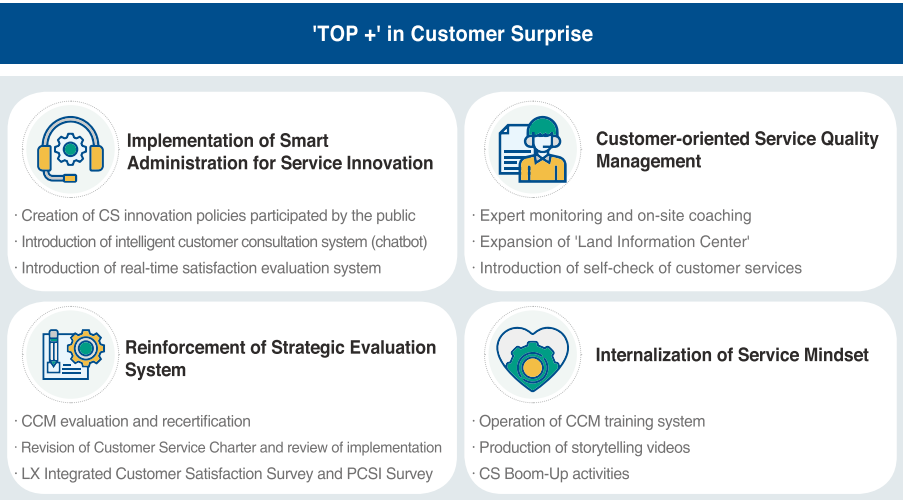 'TOP +' in Customer Surprise
Implementation of Smart
Administration for Service Innovation
· Creation of CS innovation policies participated by the public
· Introduction of intelligent customer consultation system (chatbot)
· Introduction of real-time satisfaction evaluation system
Customer-oriented Service Quality
Management
· Expert monitoring and on-site coaching
· Expansion of 'Land Information Center'
· Introduction of self-check of customer services
Reinforcement of Strategic Evaluation
System
· CCM evaluation and recertification
· Revision of Customer Service Charter and review of implementation
· LX Integrated Customer Satisfaction Survey and PCSI Survey
Internalization of Service Mindset
· Operation of CCM training system
· Production of storytelling videos
· CS Boom-Up activities